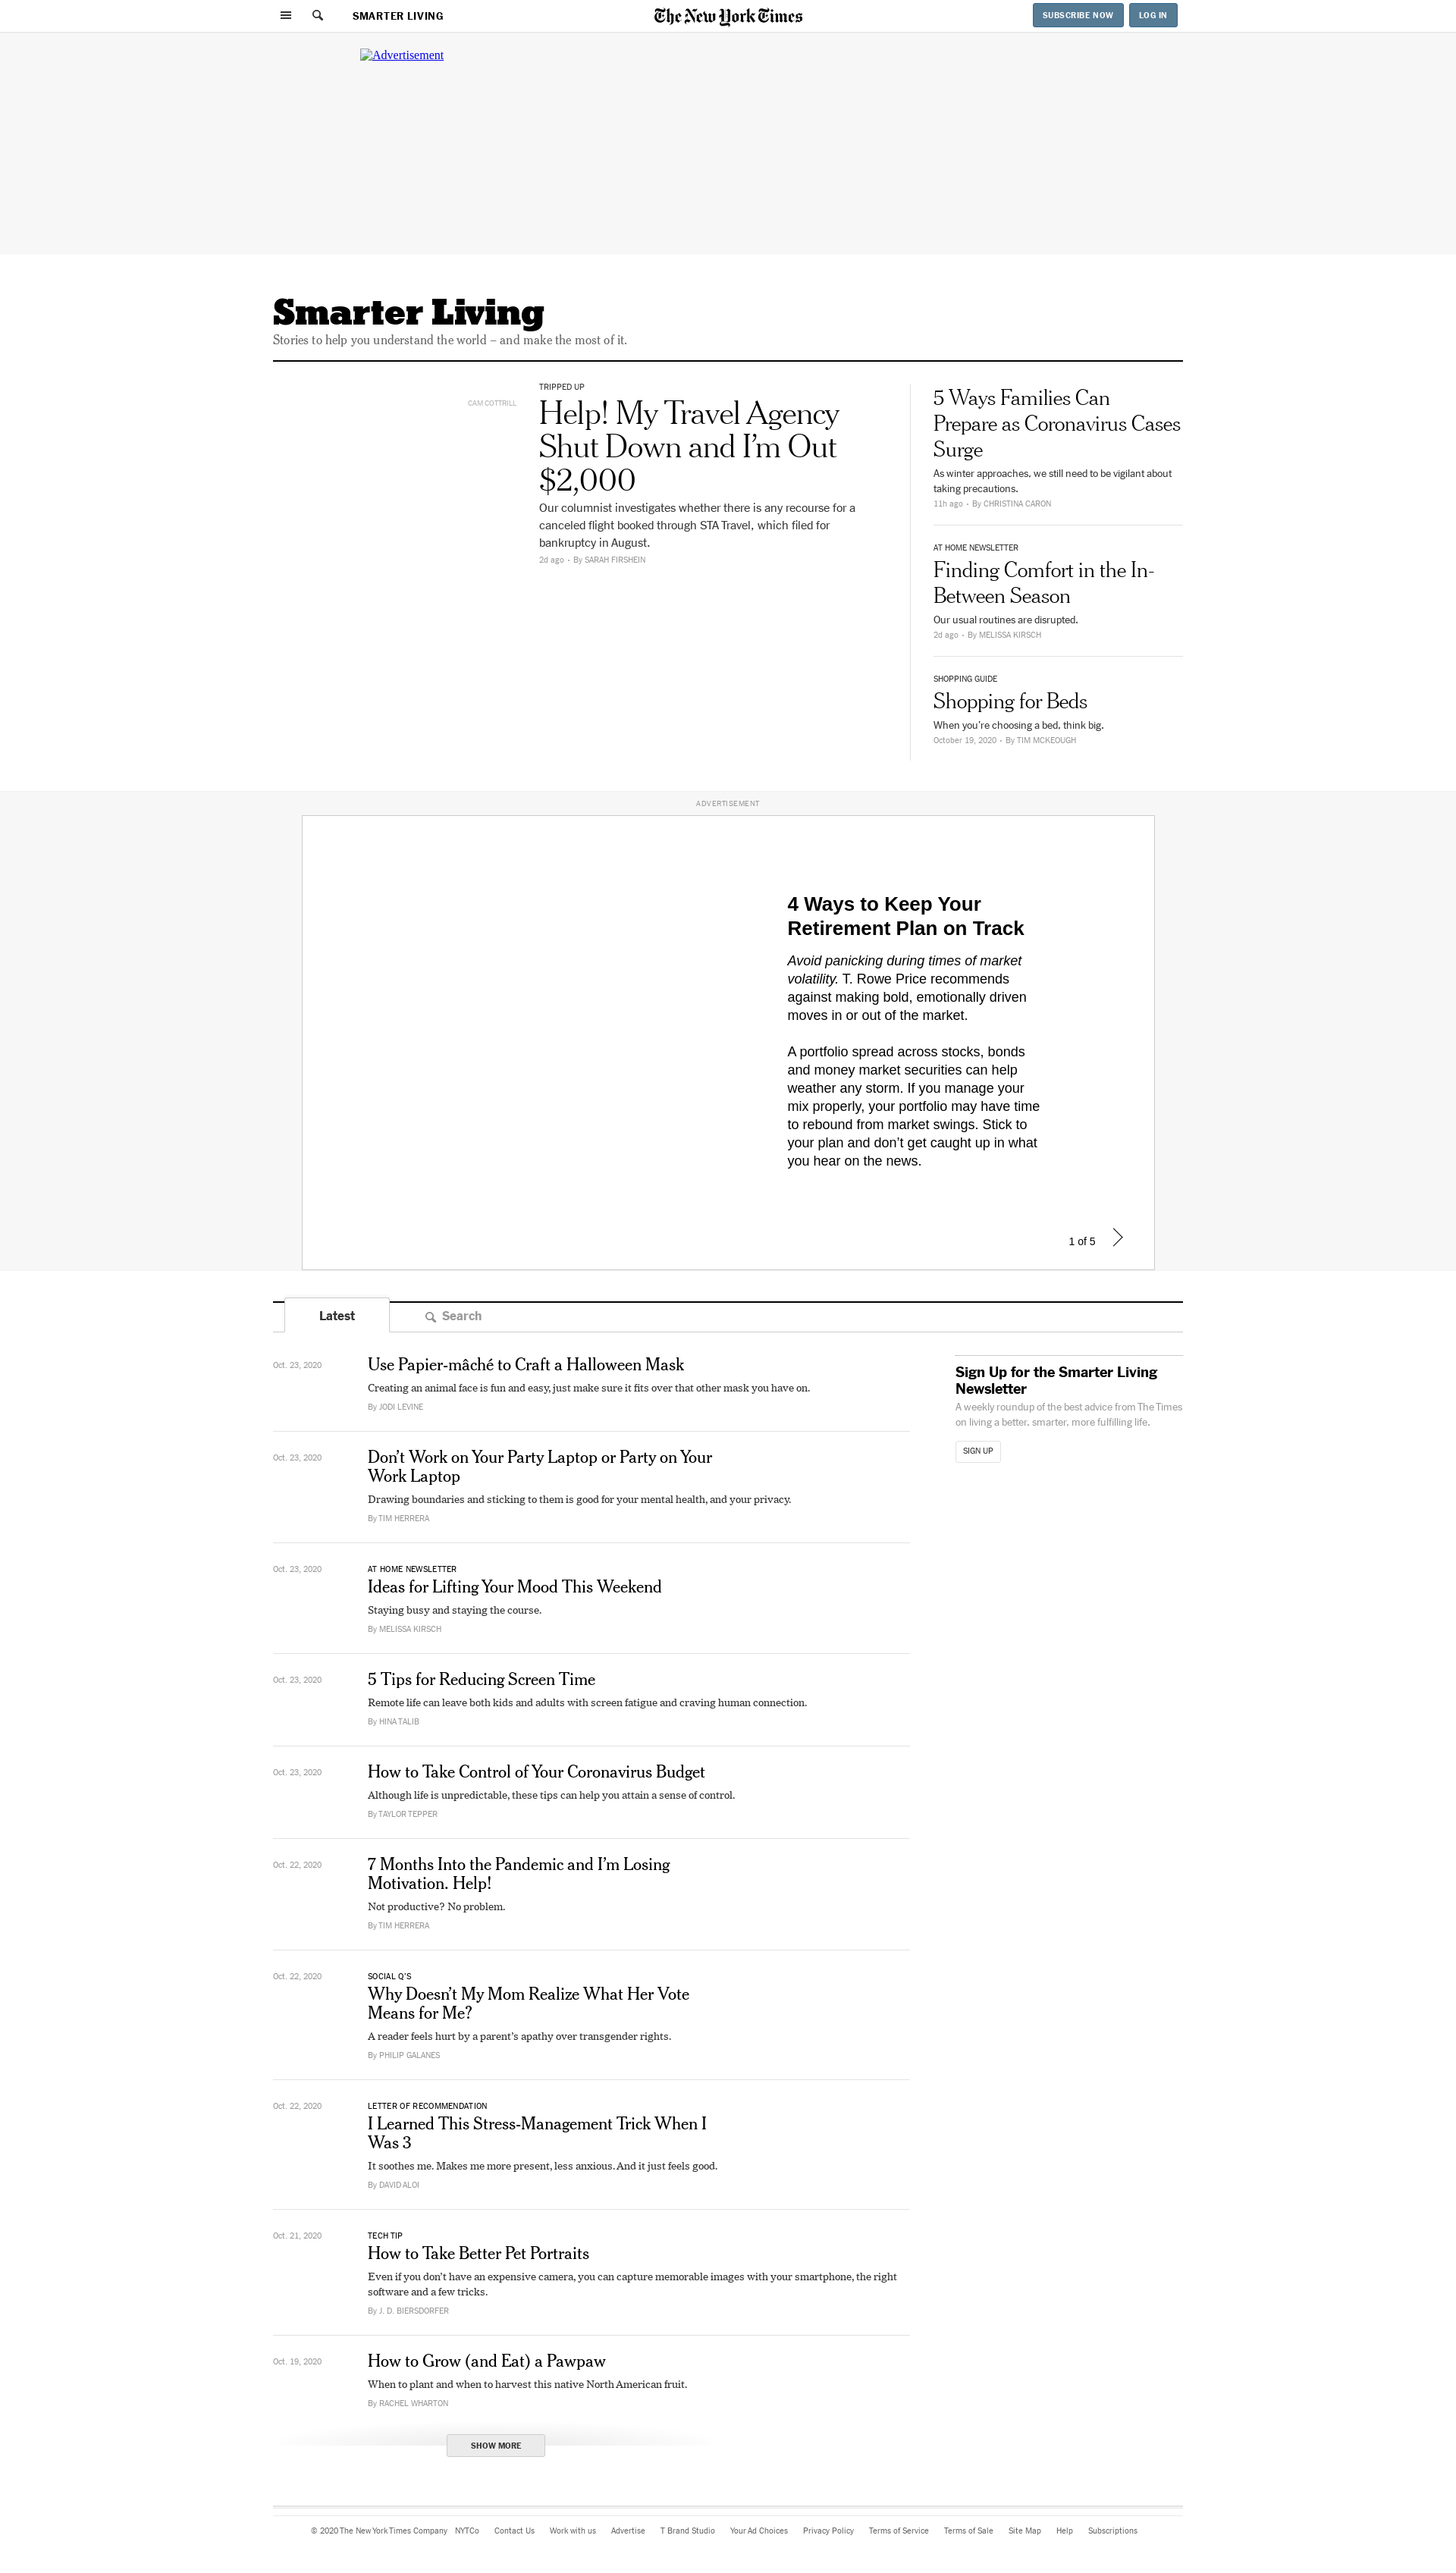 SMARTER LIVING
The New York Times
SUBSCRIBE NOW
LOG IN
Advertisement
Smarter Living
Stories to help you understand the world – and make the most of it.
CAM COTTRILL
TRIPPED UP
Help! My Travel Agency
Shut Down and I’m Out
$2,000
Our columnist investigates whether there is any recourse for a
canceled flight booked through STA Travel, which filed for
bankruptcy in August.
2d ago • By SARAH FIRSHEIN
5 Ways Families Can
Prepare as Coronavirus Cases
Surge
As winter approaches, we still need to be vigilant about
taking precautions.
11h ago • By CHRISTINA CARON
AT HOME NEWSLETTER
Finding Comfort in the In-
Between Season
Our usual routines are disrupted.
2d ago • By MELISSA KIRSCH
SHOPPING GUIDE
Shopping for Beds
When you’re choosing a bed, think big.
October 19, 2020 • By TIM MCKEOUGH
ADVERTISEMENT
4 Ways to Keep Your
Retirement Plan on Track
Avoid panicking during times of market
volatility. T. Rowe Price recommends
against making bold, emotionally driven
moves in or out of the market.
A portfolio spread across stocks, bonds
and money market securities can help
weather any storm. If you manage your
mix properly, your portfolio may have time
to rebound from market swings. Stick to
your plan and don’t get caught up in what
you hear on the news.
1 of 5
Latest
Search
Oct. 23, 2020
Use Papier-mâché to Craft a Halloween Mask
Creating an animal face is fun and easy, just make sure it fits over that other mask you have on.
By JODI LEVINE
Oct. 23, 2020
Don’t Work on Your Party Laptop or Party on Your
Work Laptop
Drawing boundaries and sticking to them is good for your mental health, and your privacy.
By TIM HERRERA
Oct. 23, 2020
AT HOME NEWSLETTER
Ideas for Lifting Your Mood This Weekend
Staying busy and staying the course.
By MELISSA KIRSCH
Oct. 23, 2020
5 Tips for Reducing Screen Time
Remote life can leave both kids and adults with screen fatigue and craving human connection.
By HINA TALIB
Oct. 23, 2020
How to Take Control of Your Coronavirus Budget
Although life is unpredictable, these tips can help you attain a sense of control.
By TAYLOR TEPPER
Oct. 22, 2020
7 Months Into the Pandemic and I’m Losing
Motivation. Help!
Not productive? No problem.
By TIM HERRERA
Oct. 22, 2020
SOCIAL Q’S
Why Doesn’t My Mom Realize What Her Vote
Means for Me?
A reader feels hurt by a parent’s apathy over transgender rights.
By PHILIP GALANES
Oct. 22, 2020
LETTER OF RECOMMENDATION
I Learned This Stress-Management Trick When I
Was 3
It soothes me. Makes me more present, less anxious. And it just feels good.
By DAVID ALOI
Oct. 21, 2020
TECH TIP
How to Take Better Pet Portraits
Even if you don’t have an expensive camera, you can capture memorable images with your smartphone, the right
software and a few tricks.
By J. D. BIERSDORFER
Oct. 19, 2020
How to Grow (and Eat) a Pawpaw
When to plant and when to harvest this native North American fruit.
By RACHEL WHARTON
SHOW MORE
Sign Up for the Smarter Living
Newsletter
A weekly roundup of the best advice from The Times
on living a better, smarter, more fulfilling life.
SIGN UP
© 2020 The New York Times Company NYTCo Contact Us Work with us Advertise T Brand Studio Your Ad Choices Privacy Policy Terms of Service Terms of Sale Site Map Help Subscriptions